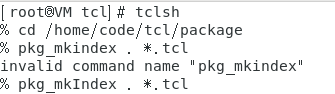 [root@VM tcl]# tclsh
% cd /home/code/tcl/package
% pkg_mkindex . *.tcl
invalid command name "pkg_mkindex"
% pkg_mkIndex . *.tcl